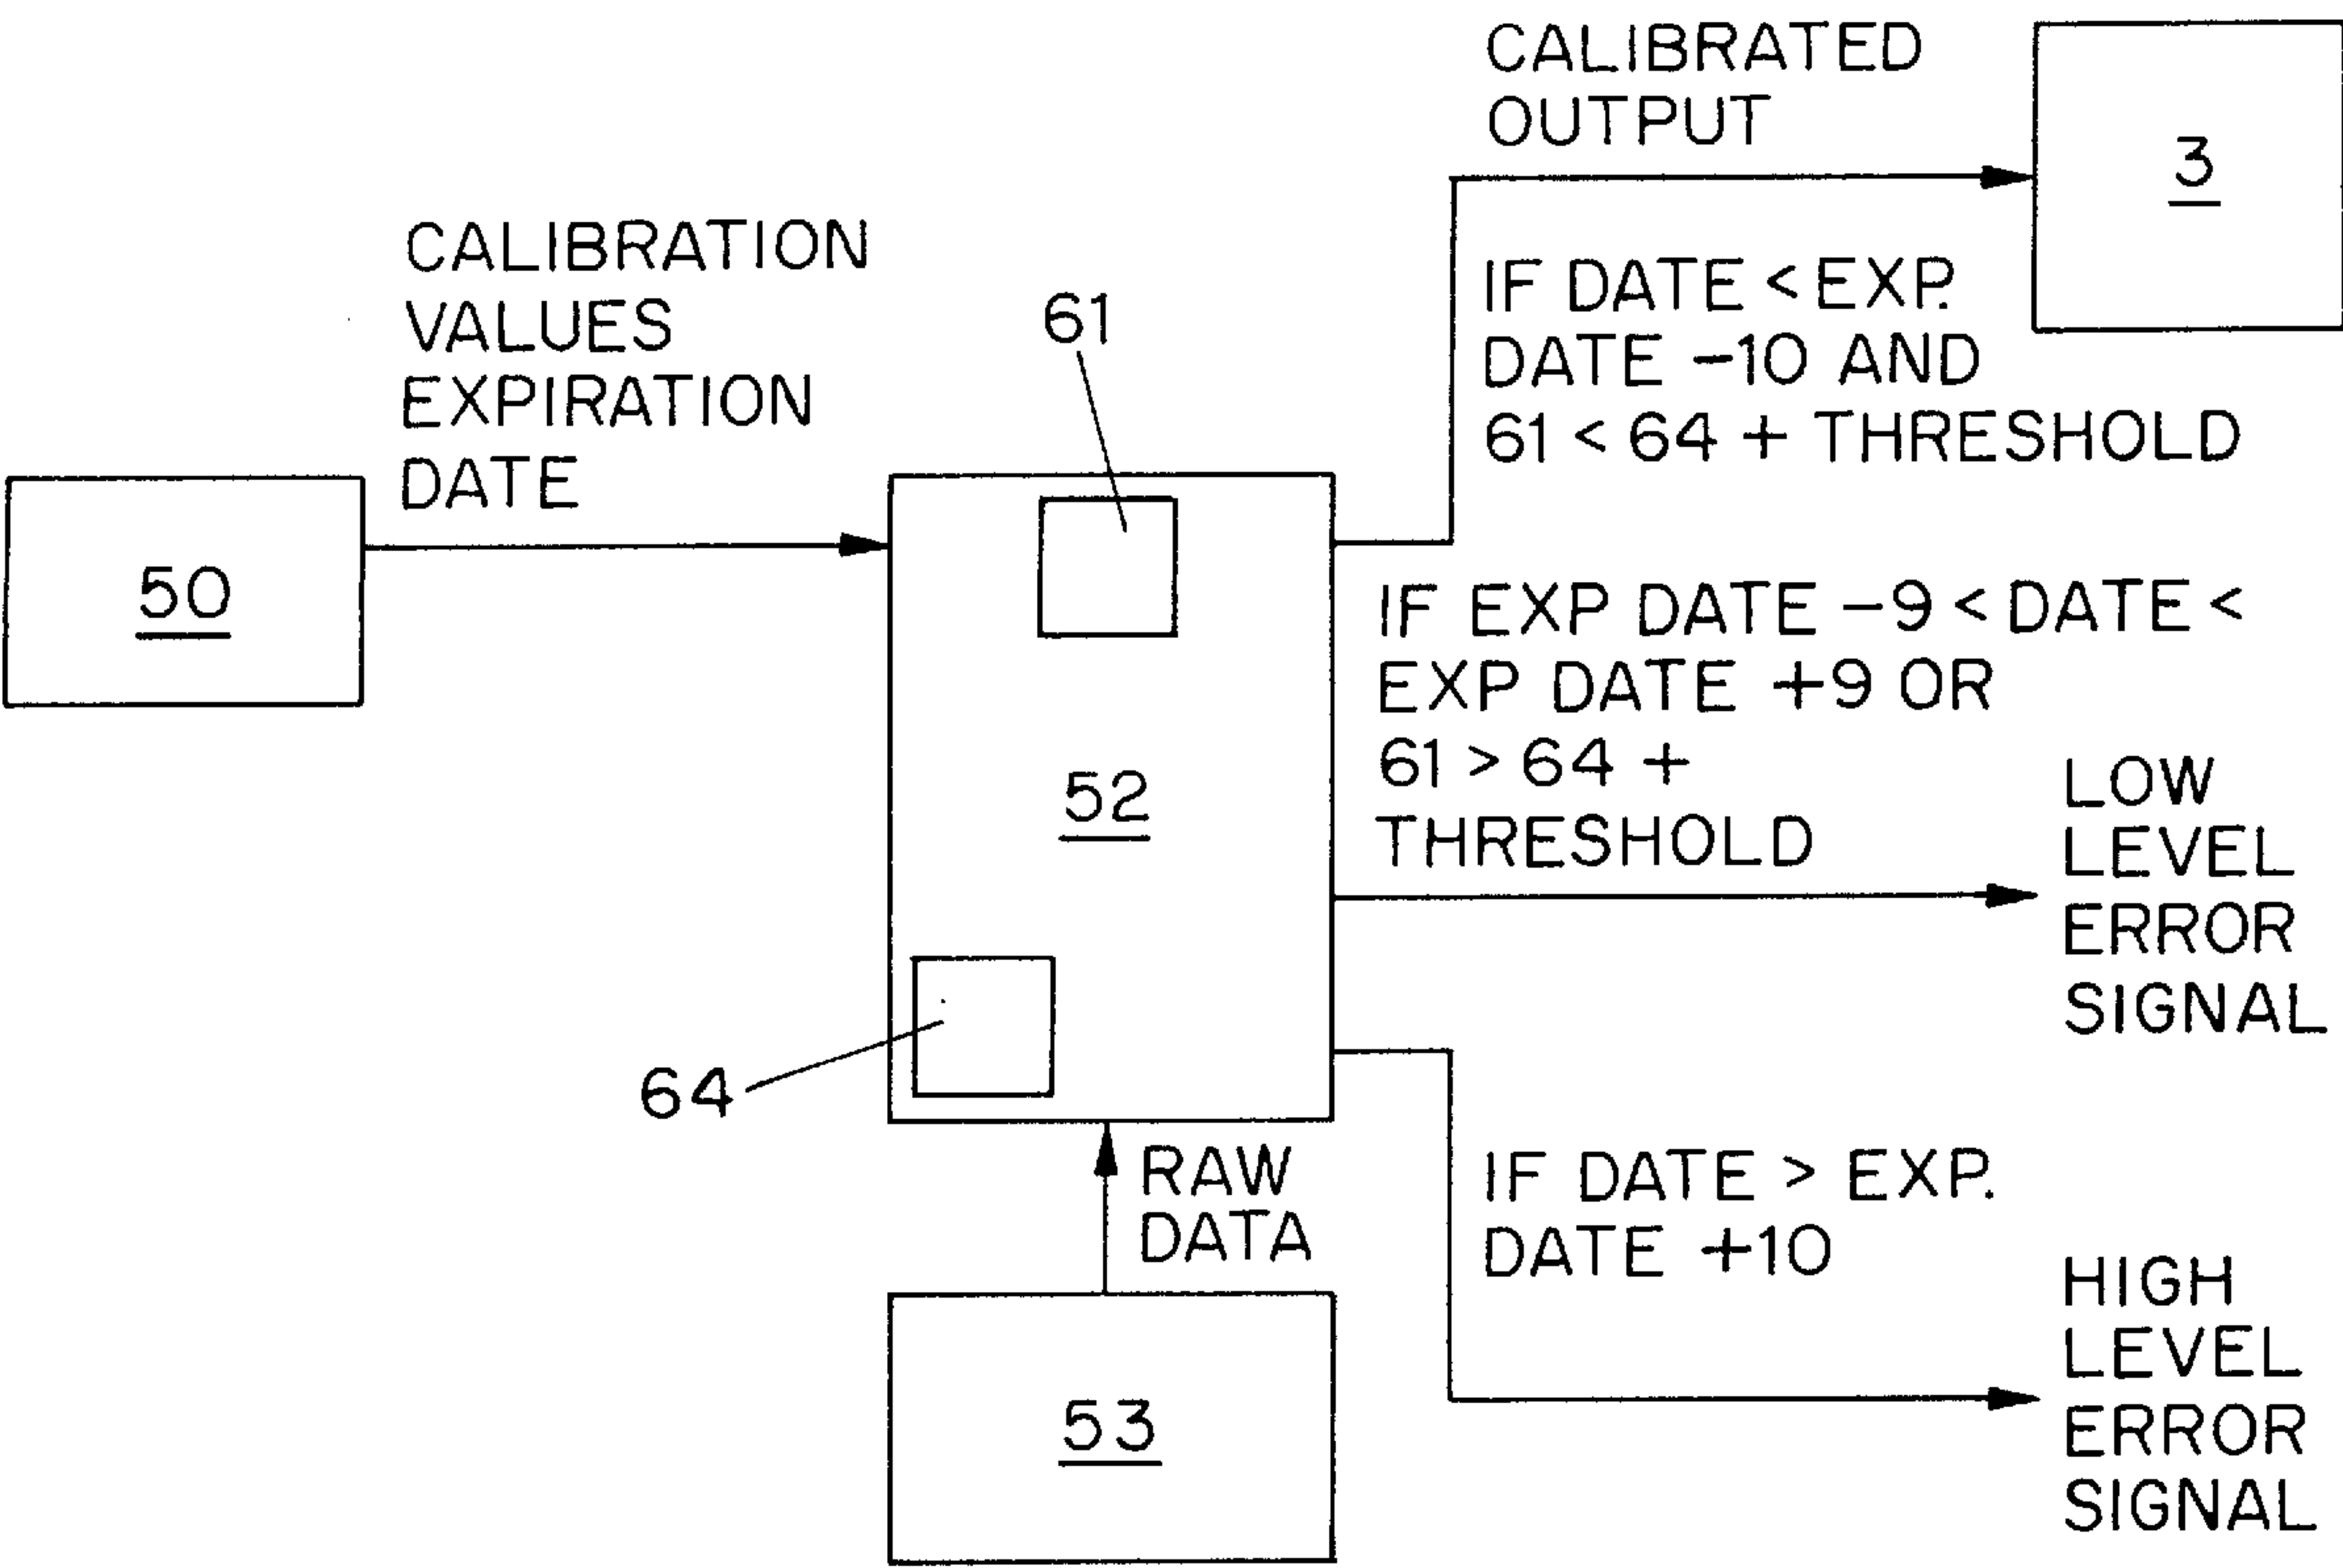 CALIBRATED
OUTPUT
3
CALIBRATION
VALUES
EXPIRATION
DATE
61
IF DATE < EXP.
DATE -10 AND
61 < 64 + THRESHOLD
50
IF EXP DATE -9 < DATE <
EXP DATE +9 OR
61 > 64 +
THRESHOLD
52
LOW
LEVEL
ERROR
SIGNAL
64
RAW
DATA
IF DATE > EXP.
DATE +10
53
HIGH
LEVEL
ERROR
SIGNAL